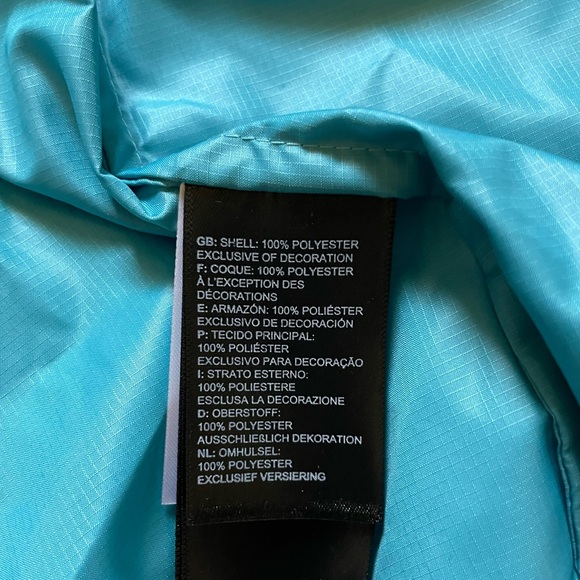 GB: SHELL: 100% POLYESTER
EXCLUSIVE OF DECORATION
F: COQUE: 100% POLYESTER
À L'EXCEPTION DES
DÉCORATIONS
E: ARMAZÓN: 100% POLIÉSTER
EXCLUSIVO DE DECORACIÓN
P: TECIDO PRINCIPAL:
100% POLIÉSTER
EXCLUSIVO PARA DECORAÇÃO
I: STRATO ESTERNO:
100% POLIESTERE
ESCLUSA LA DECORAZIONE
D: OBERSTOFF:
100% POLYESTER
AUSSCHLIEßLICH DEKORATION
NL: OMHULSEL:
100% POLYESTER
EXCLUSIEF VERSIERING